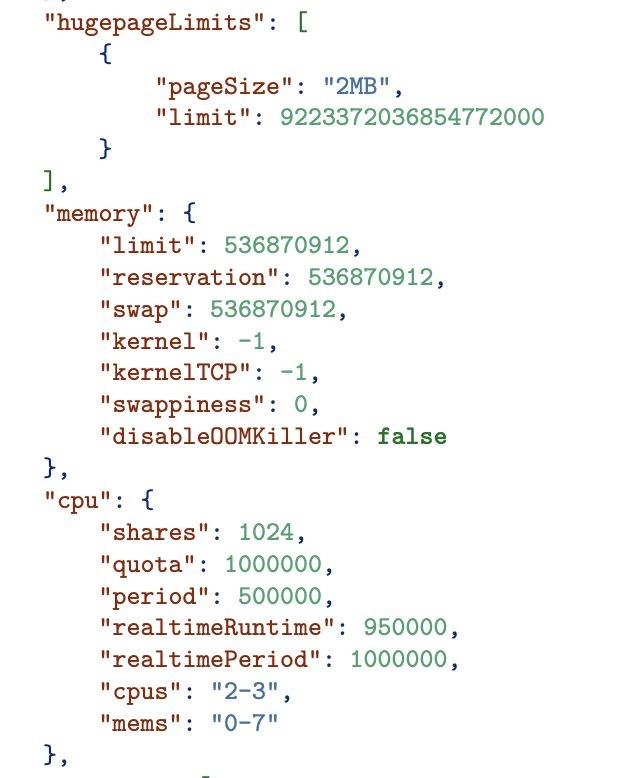 "hugepageLimits": [
{
"pageSize": "2MB",
"limit": 9223372036854772000
}
],
"memory": {
"limit": 536870912,
"reservation": 536870912,
"swap": 536870912,
"kernel": -1,
"kernelTCP": -1,
"swappiness": 0,
"disableOOMKiller": false
},
"cpu": {
"shares": 1024,
"quota": 1000000,
"period": 500000,
"realtimeRuntime": 950000,
"realtimePeriod": 1000000,
"cpus": "2-3",
"mems": "0-7"
},